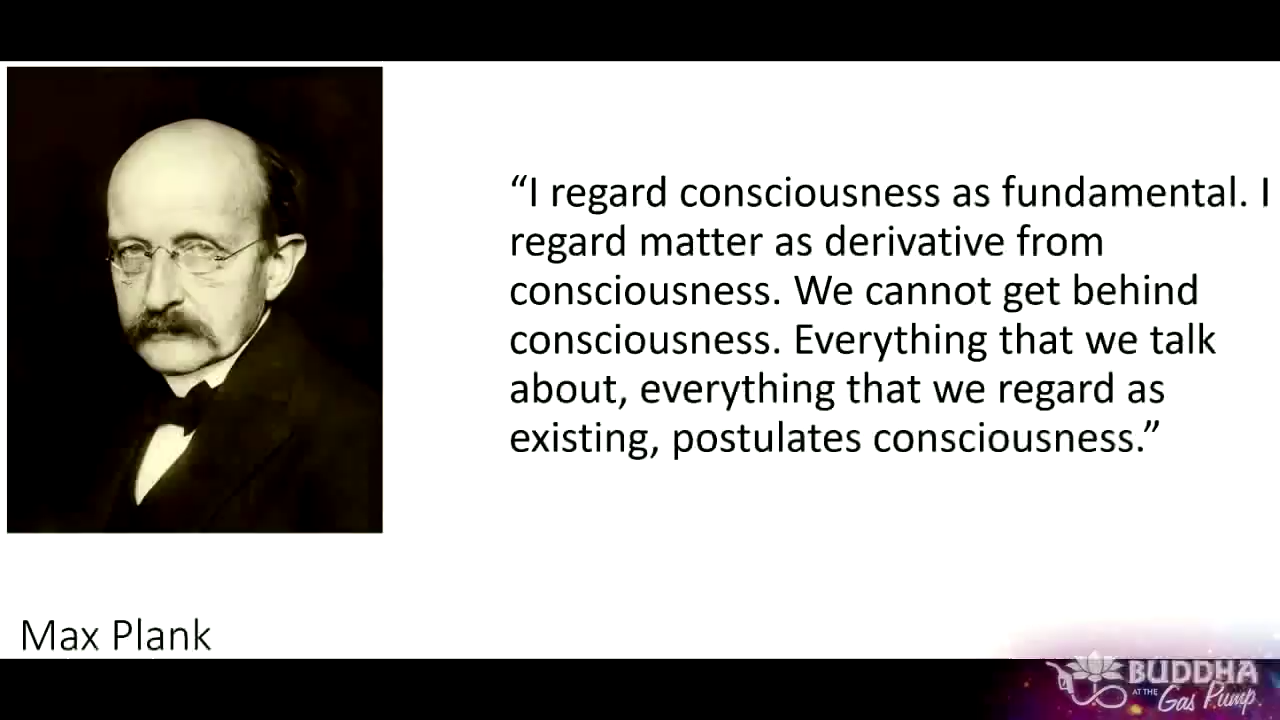 “I regard consciousness as fundamental. I
regard matter as derivative from
consciousness. We cannot get behind
consciousness. Everything that we talk
about, everything that we regard as
existing, postulates consciousness.”
Max Plank
BUDDHA
AT THE Gas Pump